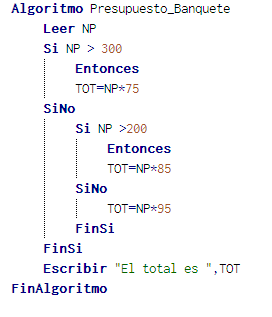 Algoritmo Presupuesto_Banquete
Leer NP
Si NP > 300
Entonces
TOT=NP*75
SiNo
Si NP >200
Entonces
TOT=NP*85
SiNo
TOT=NP*95
FinSi
FinSi
Escribir "El total es ",TOT
FinAlgoritmo